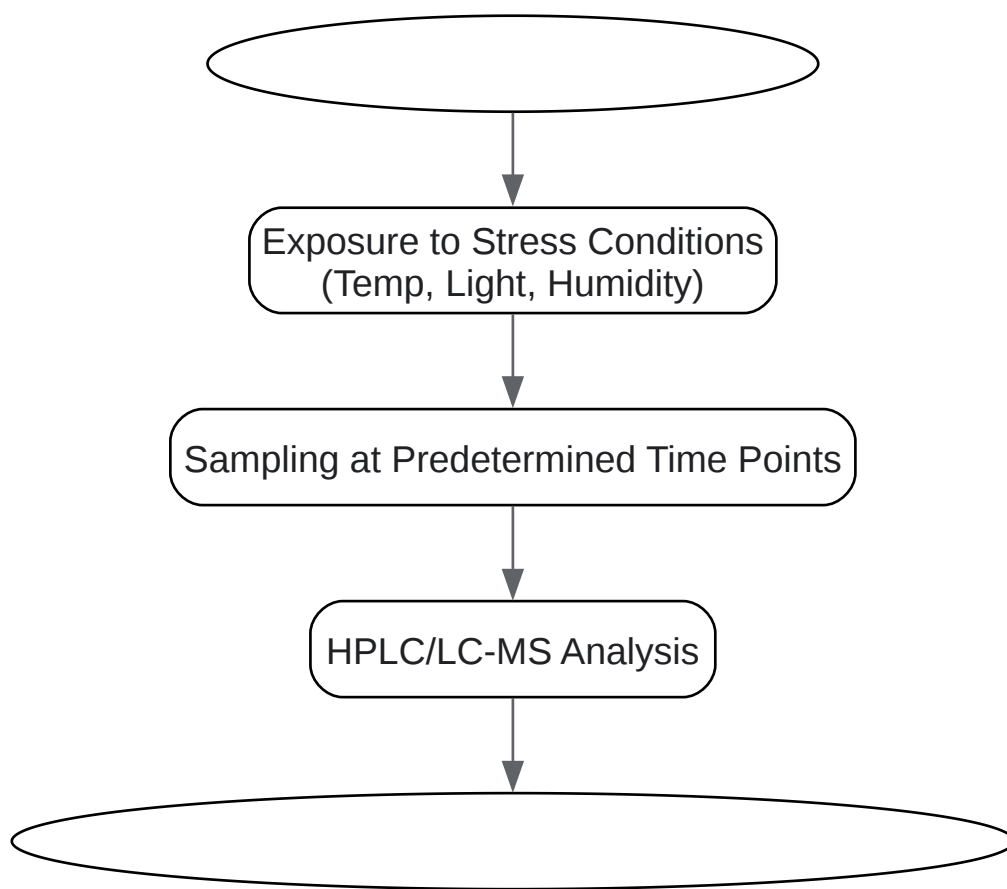 Exposure to Stress Conditions
(Temp, Light, Humidity)
Sampling at Predetermined Time Points
HPLC/LC-MS Analysis